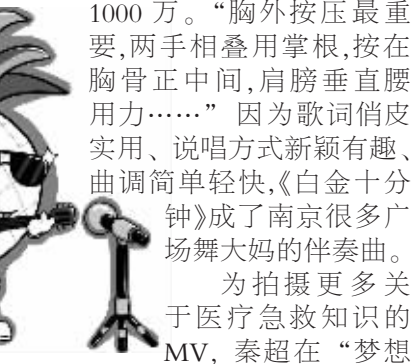 1000 万。“胸外按压最重
要,两手相叠用掌根,按在
胸骨正中间,肩膀垂直腰
用力……” 因为歌词俏皮
实用、说唱方式新颖有趣、
曲调简单轻快,《白金十分
钟》成了南京很多广
场舞大妈的伴奏曲。
为拍摄更多关
于医疗急救知识的
MV, 秦超在“梦想